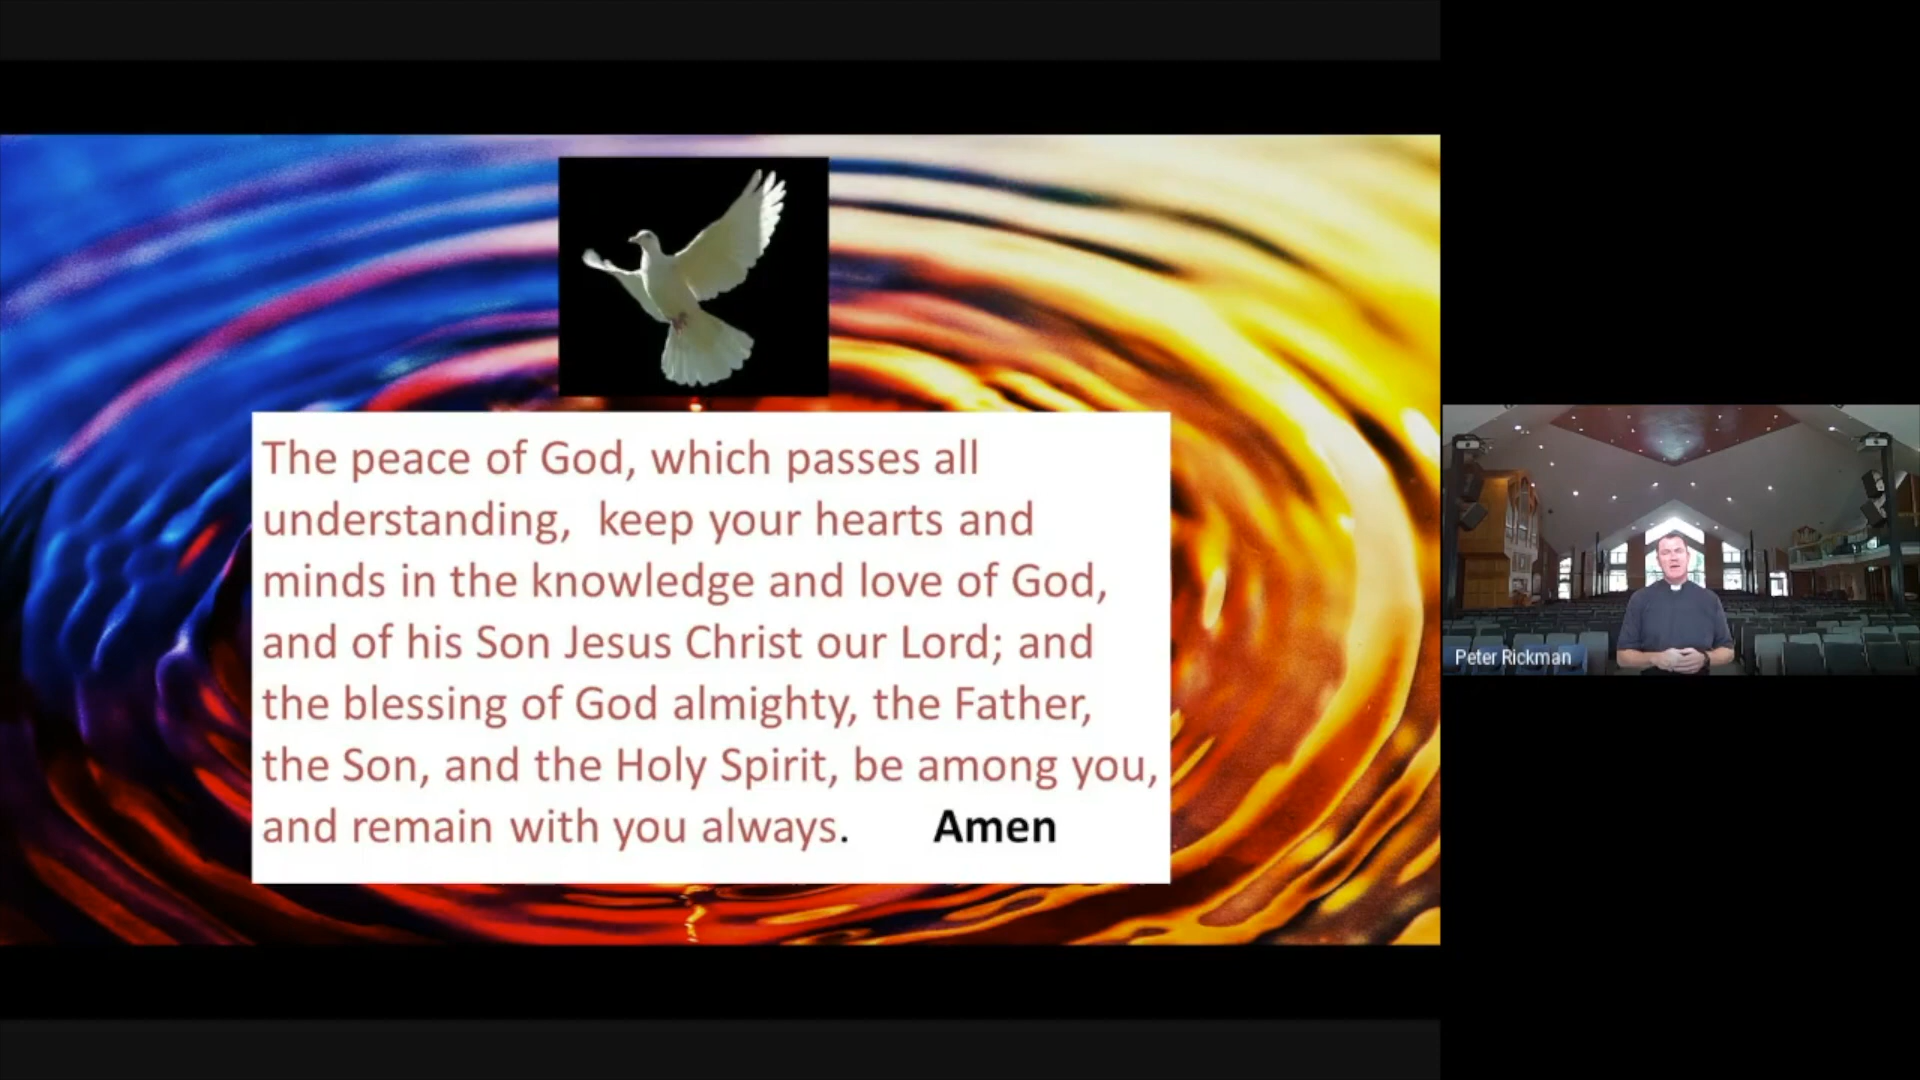 The peace of God, which passes all
understanding,  keep your hearts and
minds in the knowledge and love of God,
and of his Son Jesus Christ our Lord; and
the blessing of God almighty, the Father,
the Son, and the Holy Spirit, be among you,
and remain with you always. Amen
Peter Rickman